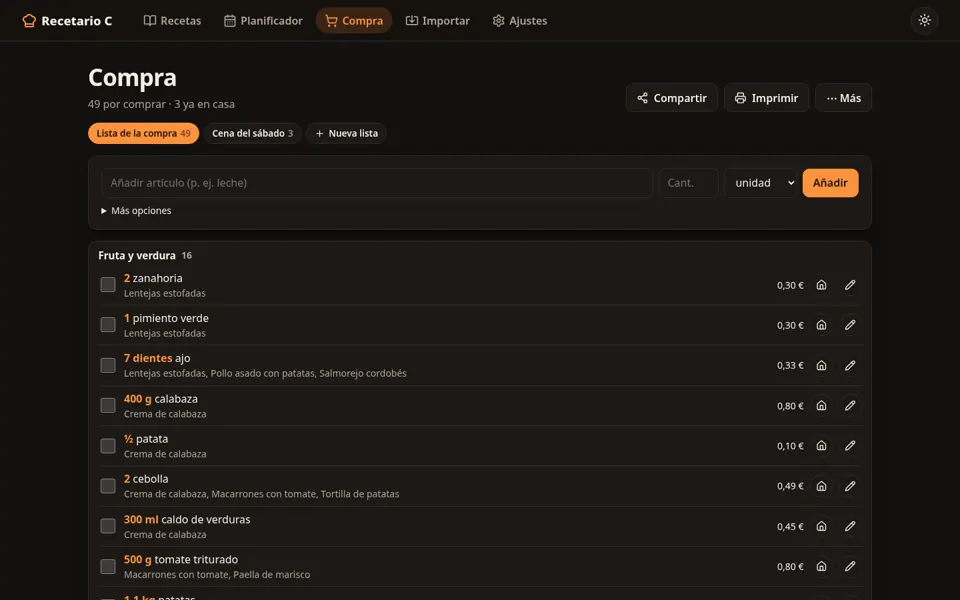 Recetario C
Recetas
Planificador
Compra
Importar
Ajustes
Compra
49 por comprar · 3 ya en casa
Compartir
Imprimir
··· Más
Lista de la compra 49
Cena del sábado 3
+ Nueva lista
Añadir artículo (p. ej. leche)
Cant.
unidad
Añadir
Más opciones
Fruta y verdura 16
2 zanahoria
Lentejas estofadas
0,30 €
1 pimiento verde
Lentejas estofadas
0,30 €
7 dientes ajo
Lentejas estofadas, Pollo asado con patatas, Salmorejo cordobés
0,33 €
400 g calabaza
Crema de calabaza
0,80 €
½ patata
Crema de calabaza
0,10 €
2 cebolla
Crema de calabaza, Macarrones con tomate, Tortilla de patatas
0,49 €
300 ml caldo de verduras
Crema de calabaza
0,45 €
500 g tomate triturado
Macarrones con tomate, Paella de marisco
0,80 €
1,1 kg patatas